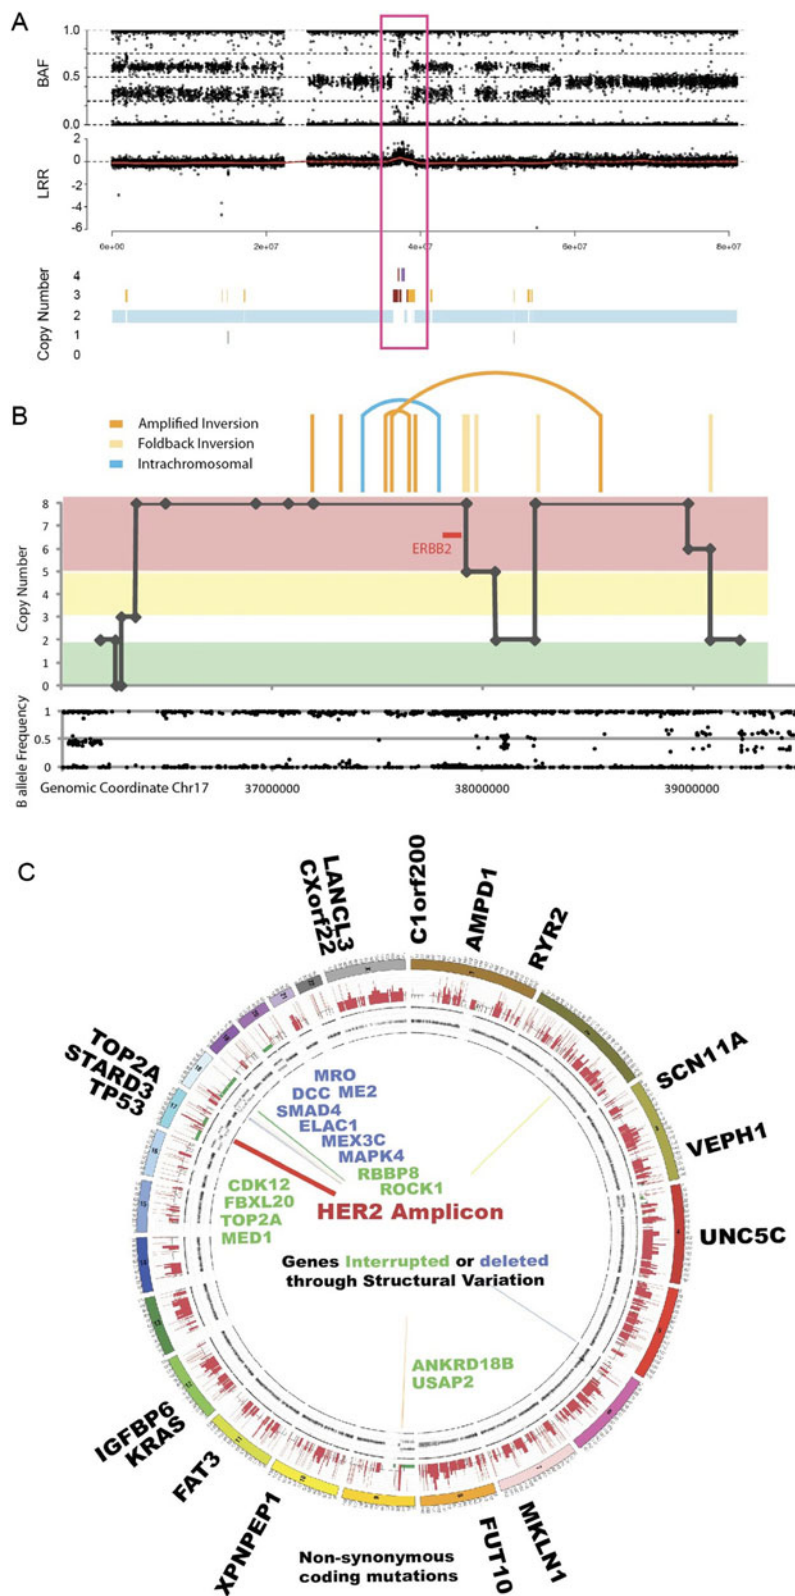 A
BAF
1.0
0.5
0.0
LRR
2
0
-2
-4
-6
0e+00
2e+07
4e+07
6e+07
8e+07
Copy Number
4
3
2
1
0
B
Amplified Inversion
Foldback Inversion
Intrachromosomal
Copy Number
8
7
6
5
4
3
2
1
0
ERBB2
B allele Frequency
1
0.5
0
Genomic Coordinate Chr17
37000000
38000000
39000000
C
LANCL3
CXorf22
C1orf200
AMPD1
RYR2
SCN11A
VEPH1
UNC5C
MKLN1
FUT10
XPNPEP1
FAT3
KRAS
IGFBP6
TOP2A
STARD3
TP53
MRO
DCC ME2
SMAD4
ELAC1
MEX3C
MAPK4
RBBP8
ROCK1
CDK12
FBXL20
TOP2A
MED1
HER2 Amplicon
Genes Interrupted or deleted
through Structural Variation
ANKRD18B
USAP2
Non-synonymous
coding mutations